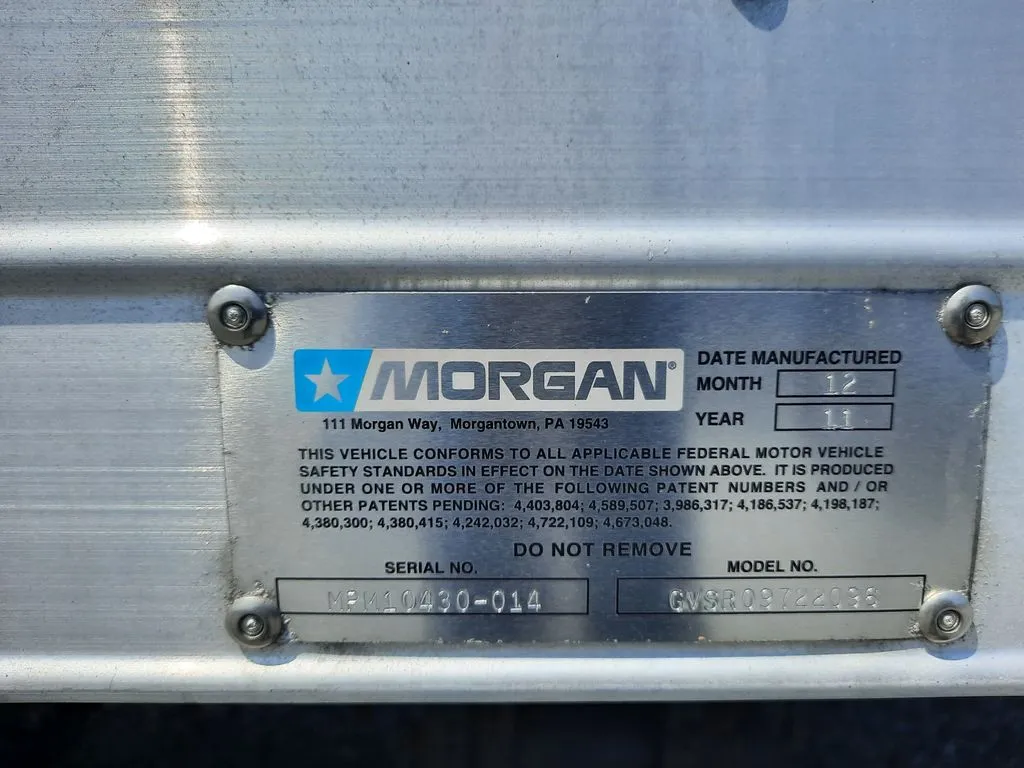 MORGAN®
111 Morgan Way, Morgantown, PA 19543
DATE MANUFACTURED
MONTH 12
YEAR 11
THIS VEHICLE CONFORMS TO ALL APPLICABLE FEDERAL MOTOR VEHICLE
SAFETY STANDARDS IN EFFECT ON THE DATE SHOWN ABOVE. IT IS PRODUCED
UNDER ONE OR MORE OF THE FOLLOWING PATENT NUMBERS AND / OR
OTHER PATENTS PENDING: 4,403,804; 4,589,507; 3,986,317; 4,186,537; 4,198,187;
4,380,300; 4,380,415; 4,242,032; 4,722,109; 4,673,048.
DO NOT REMOVE
SERIAL NO.
MODEL NO.
GVSR09722096